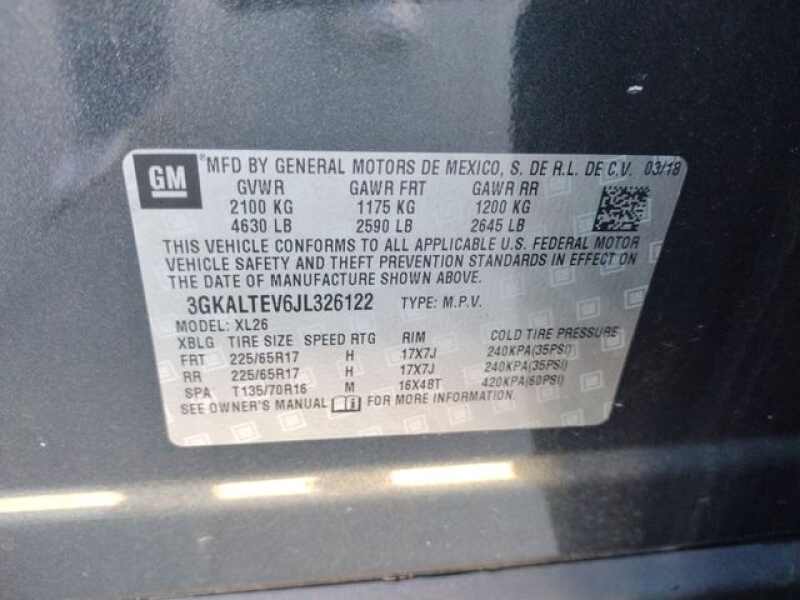 GM ® MFD BY GENERAL MOTORS DE MEXICO, S. DE R.L. DE C.V. 03/18
GVWR GAWR FRT GAWR RR
2100 KG 1175 KG 1200 KG
4630 LB 2590 LB 2645 LB
THIS VEHICLE CONFORMS TO ALL APPLICABLE U.S. FEDERAL MOTOR
VEHICLE SAFETY AND THEFT PREVENTION STANDARDS IN EFFECT ON
THE DATE OF MANUFACTURE SHOWN ABOVE.
3GKALTEV6JL326122 TYPE: M.P.V.
MODEL: XL26
XBLG TIRE SIZE SPEED RTG RIM COLD TIRE PRESSURE
FRT 225/65R17 H 17X7J 240KPA(35PSI)
RR 225/65R17 H 17X7J 240KPA(35PSI)
SPA T135/70R16 M 16X4BT 420KPA(60PSI)
SEE OWNER'S MANUAL FOR MORE INFORMATION.